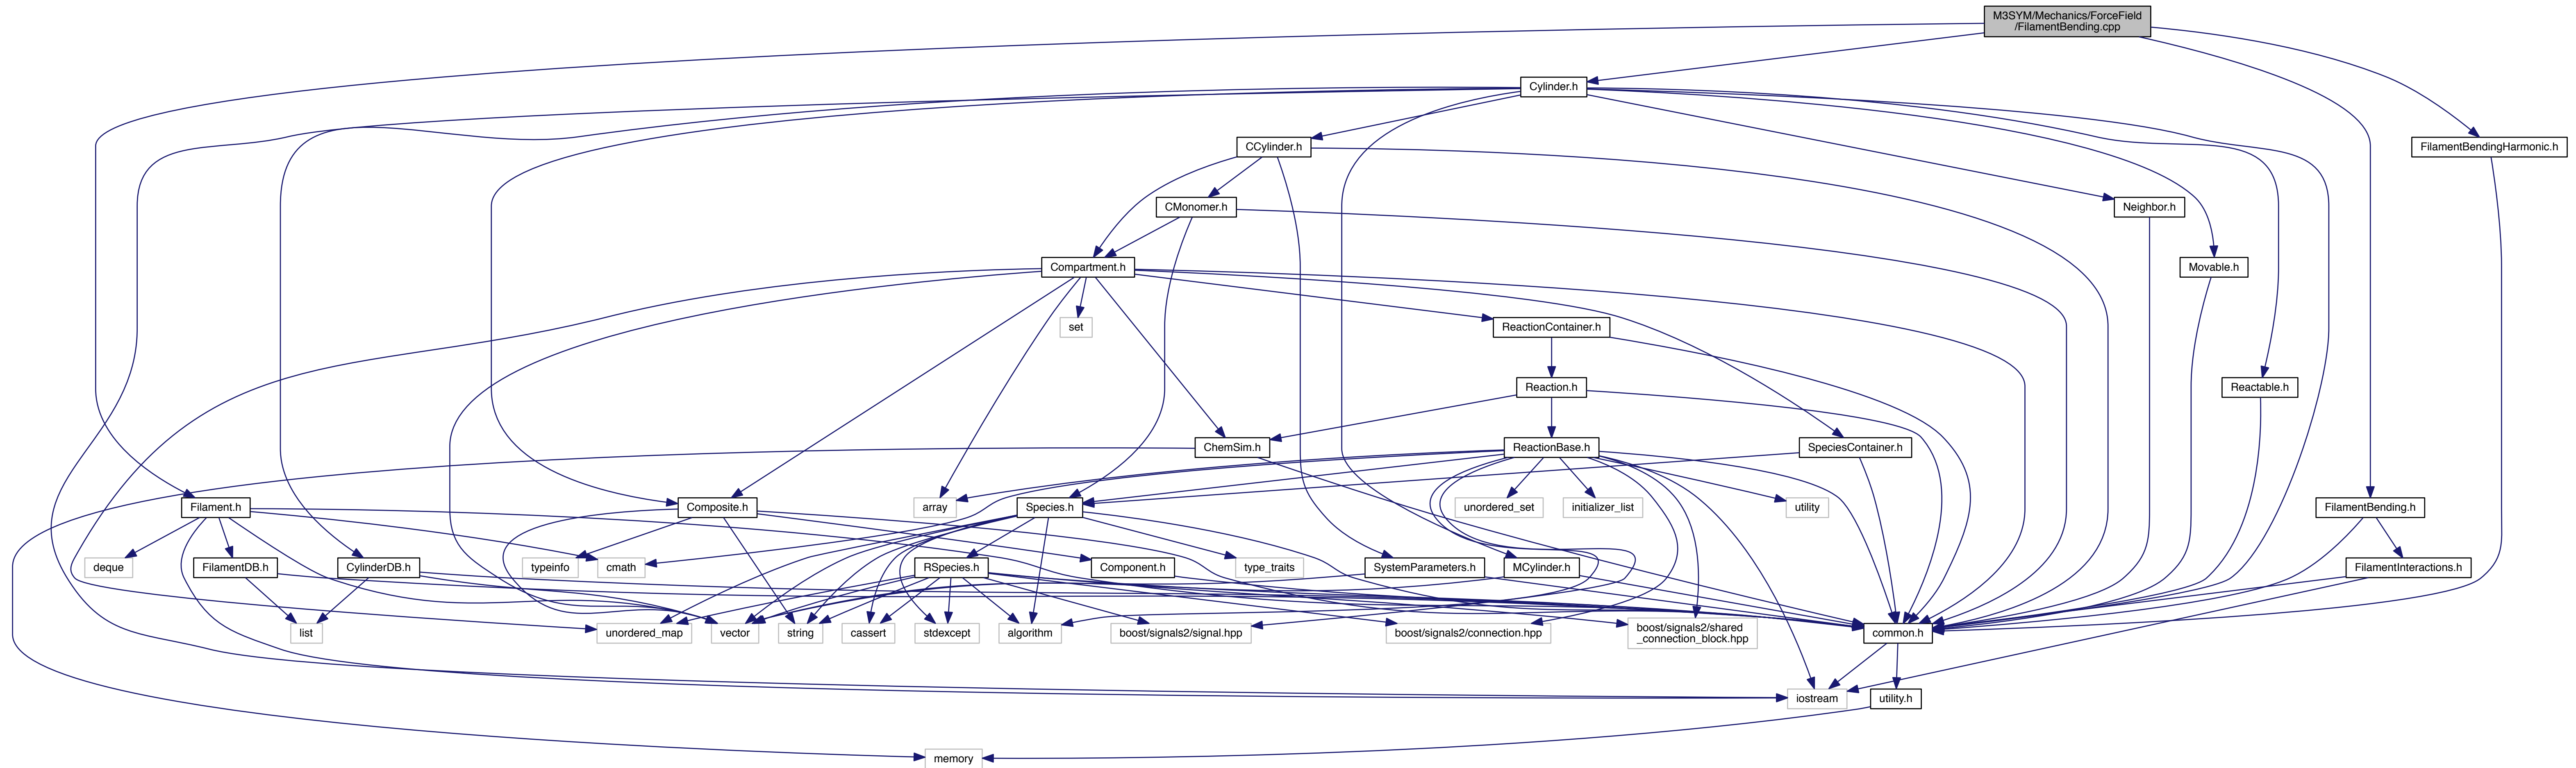 M3SYM/Mechanics/ForceField
/FilamentBending.cpp
Cylinder.h
CCylinder.h
FilamentBendingHarmonic.h
CMonomer.h
Neighbor.h
Compartment.h
Movable.h
set
ReactionContainer.h
Reaction.h
Reactable.h
ChemSim.h
ReactionBase.h
SpeciesContainer.h
Filament.h
Composite.h
array
Species.h
unordered_set
initializer_list
utility
FilamentBending.h
deque
FilamentDB.h
CylinderDB.h
typeinfo
cmath
RSpecies.h
Component.h
type_traits
SystemParameters.h
MCylinder.h
FilamentInteractions.h
list
unordered_map
vector
string
cassert
stdexcept
algorithm
boost/signals2/signal.hpp
boost/signals2/connection.hpp
boost/signals2/shared
_connection_block.hpp
common.h
iostream
utility.h
memory